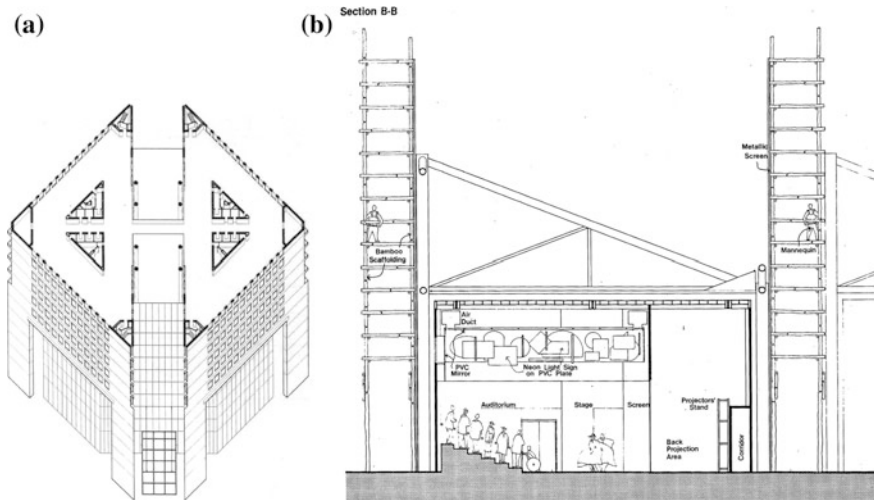 (a)
(b)
Section B-B
Metallic
Screen
Bamboo
Scaffolding
Mannequin
Air
Duct
PVC
Mirror
Neon Light Sign
on PVC Plate
Auditorium
Stage
Screen
Projectors'
Stand
Back
Projection
Area
Corridor